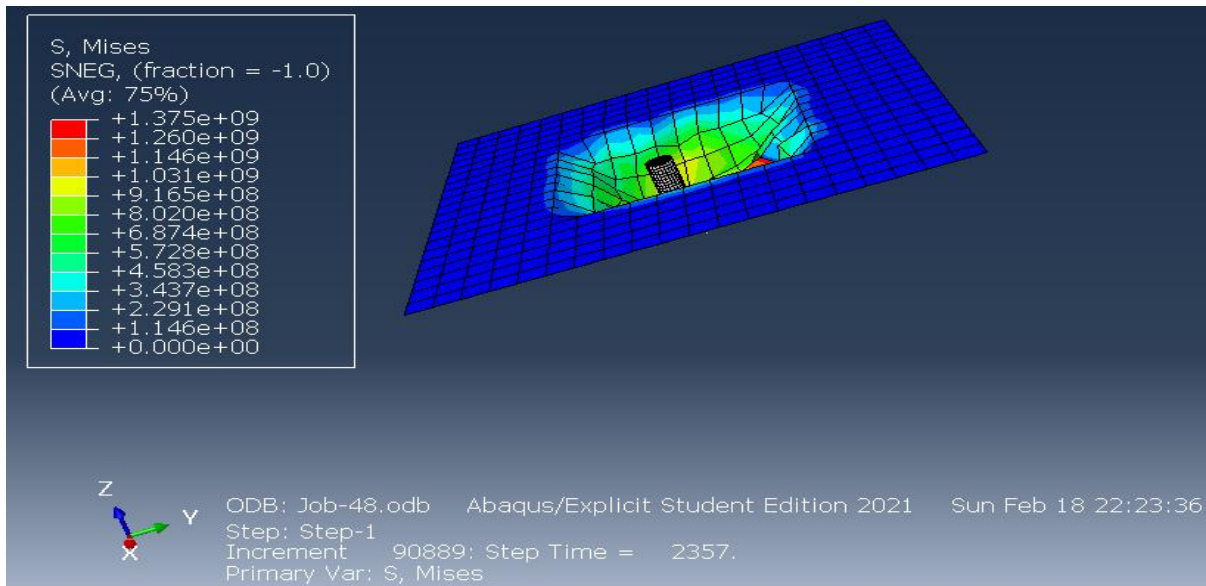 S, Mises
SNEG, (fraction = -1.0)
(Avg: 75%)
+1.375e+09
+1.260e+09
+1.146e+09
+1.031e+09
+9.165e+08
+8.020e+08
+6.874e+08
+5.728e+08
+4.583e+08
+3.437e+08
+2.291e+08
+1.146e+08
+0.000e+00
Z
Y
X
ODB: Job-48.odb Abaqus/Explicit Student Edition 2021 Sun Feb 18 22:23:36
Step: Step-1
Increment 90889: Step Time = 2357.
Primary Var: S, Mises